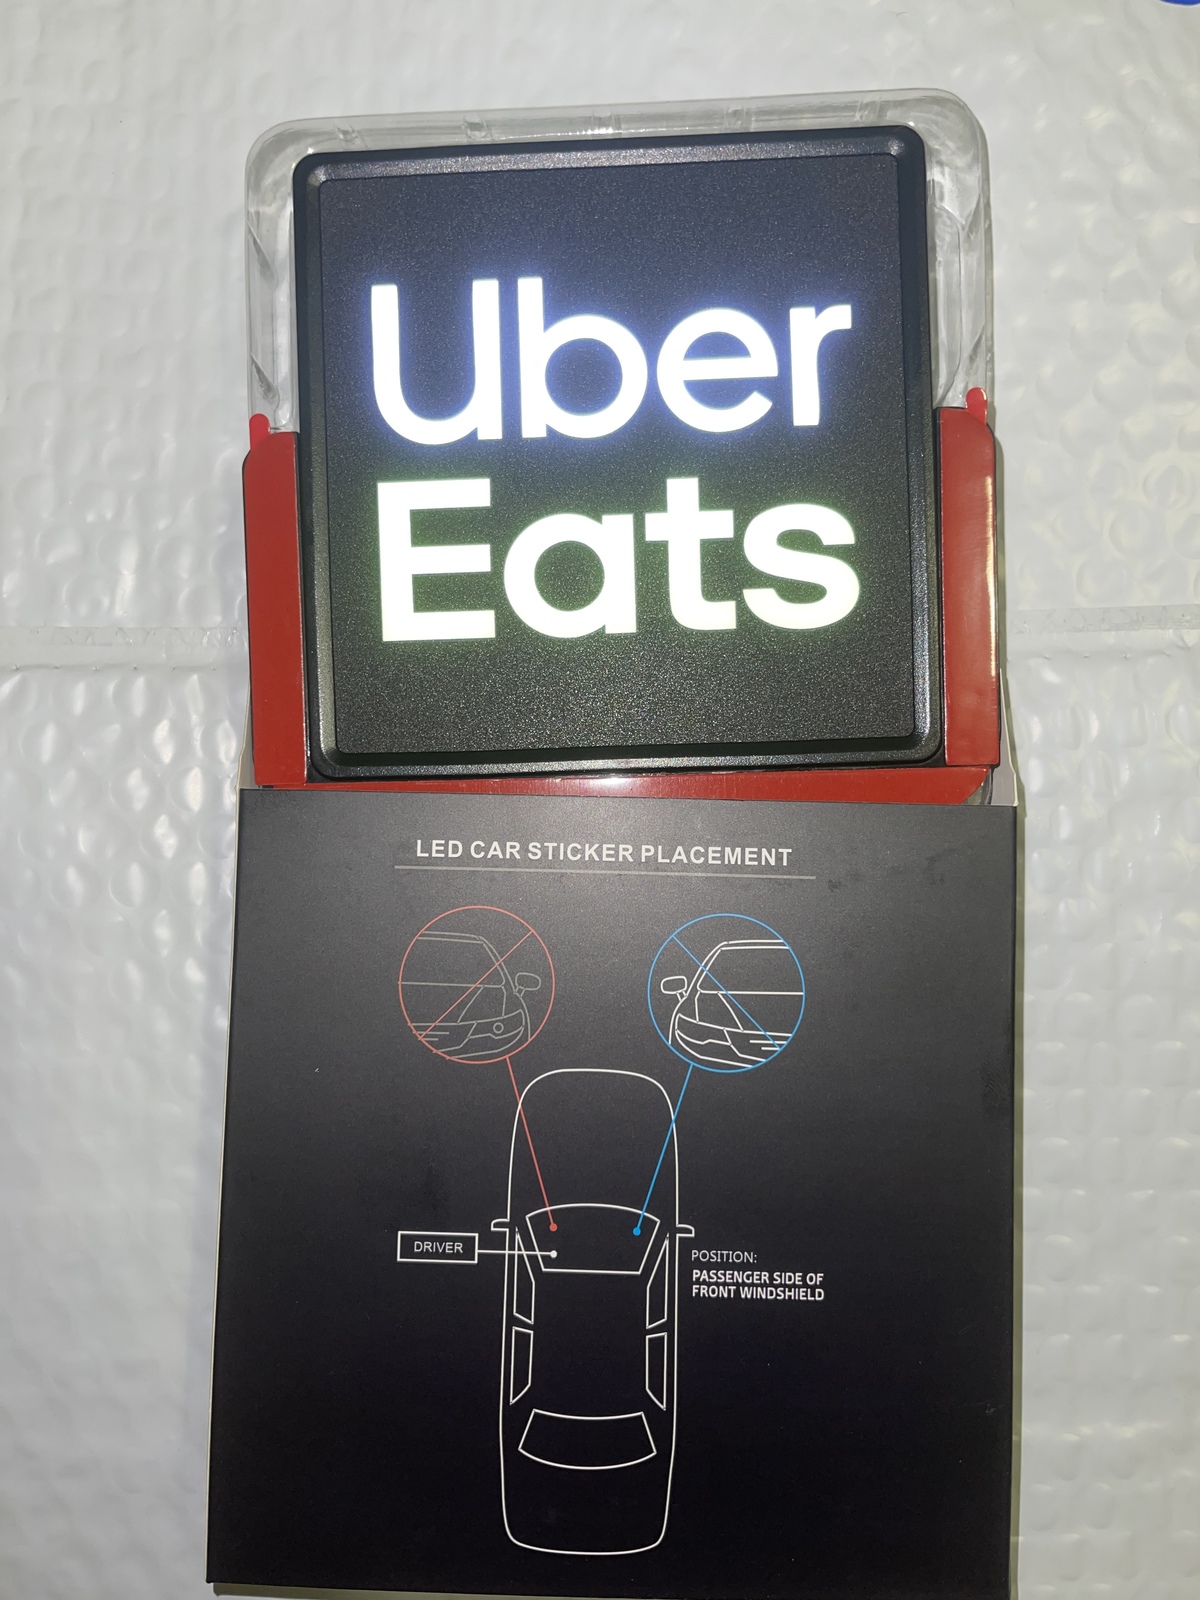 Uber
Eats
LED CAR STICKER PLACEMENT
DRIVER
POSITION:
PASSENGER SIDE OF
FRONT WINDSHIELD